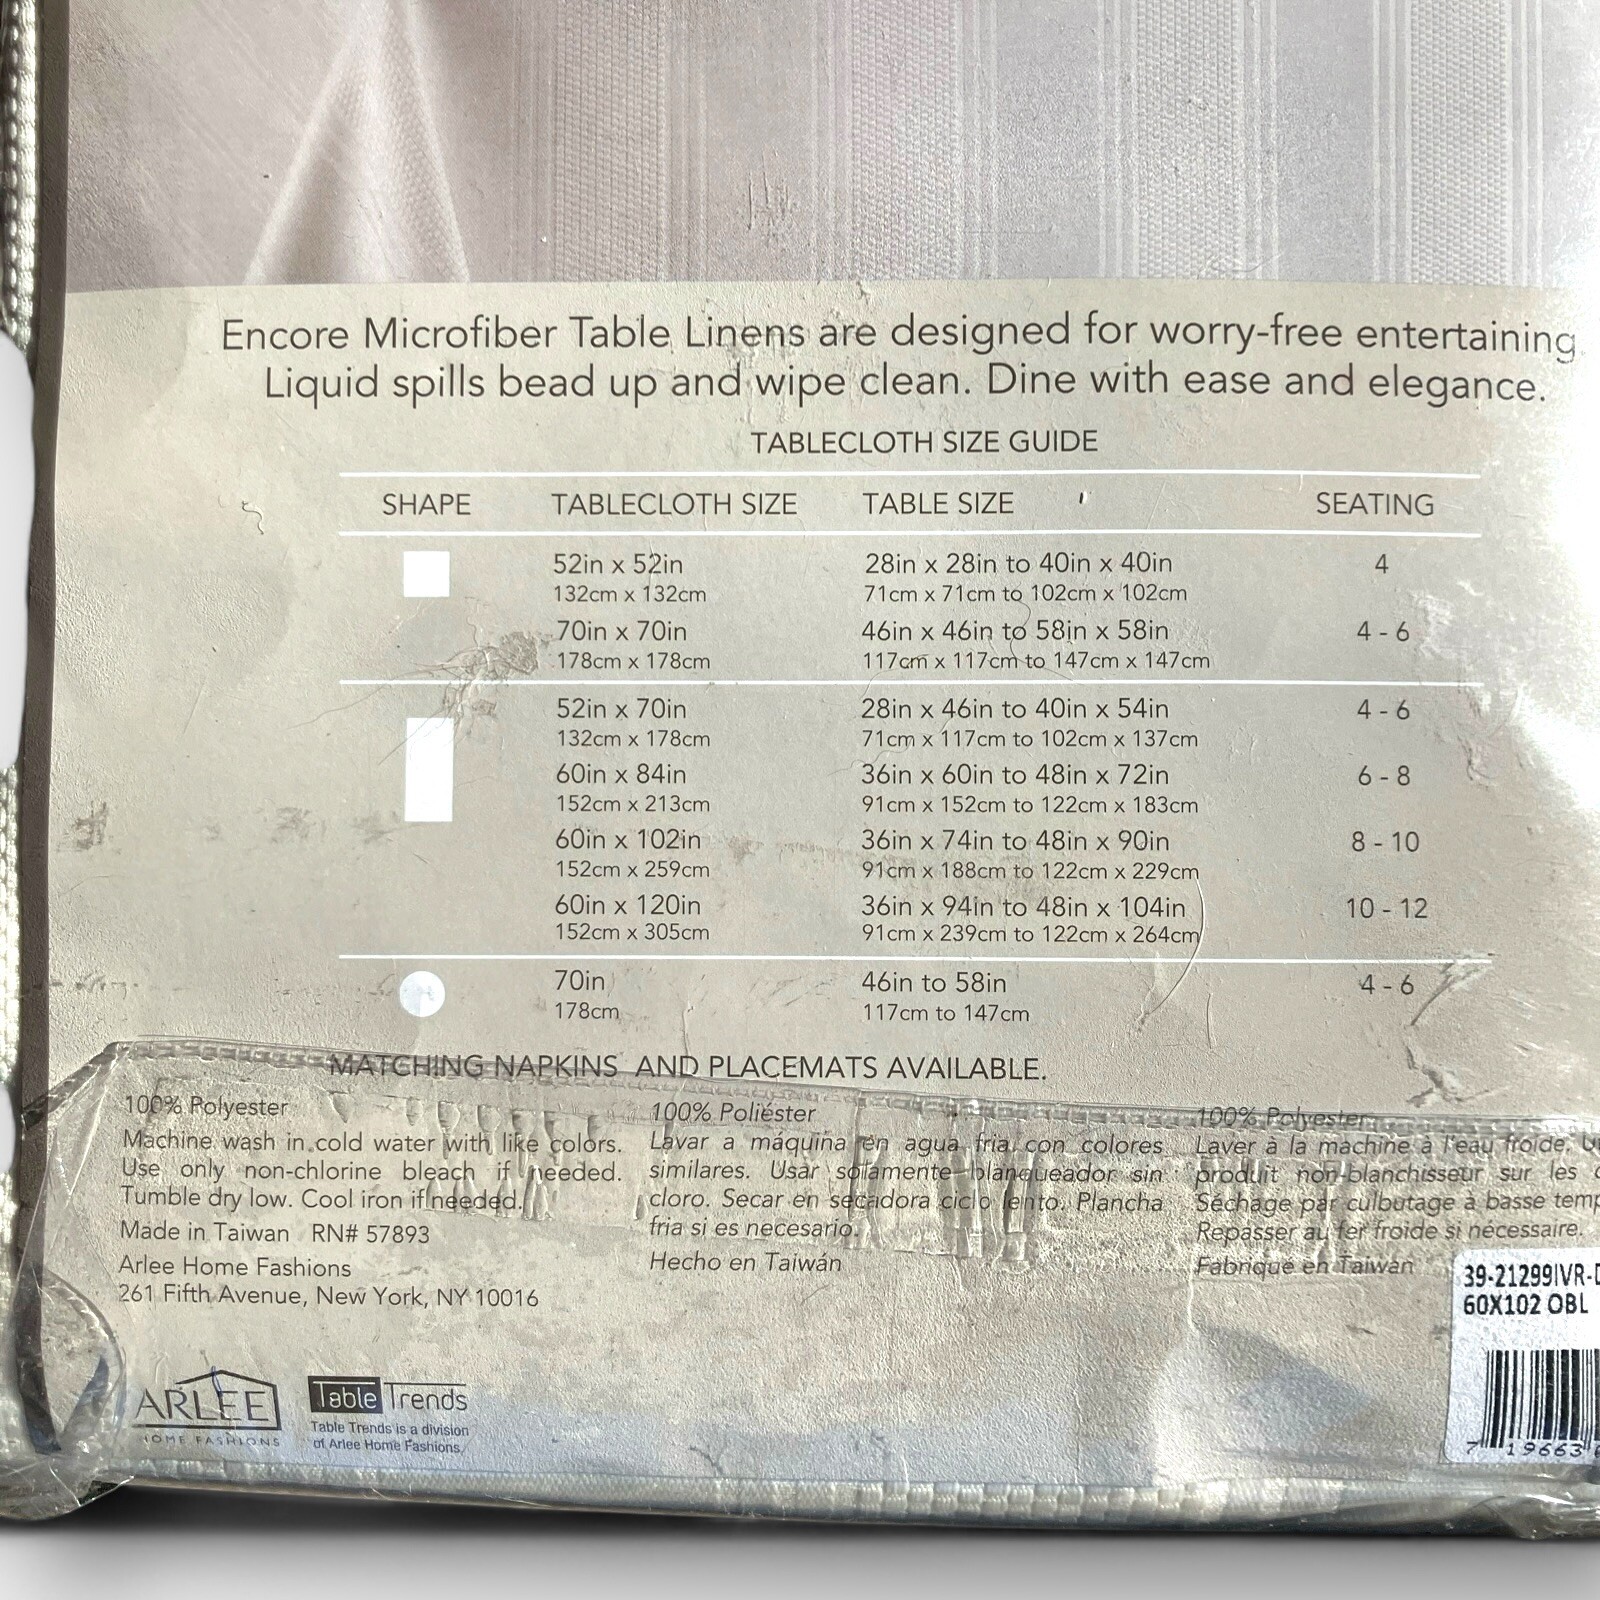 Encore Microfiber Table Linens are designed for worry-free entertaining.
Liquid spills bead up and wipe clean. Dine with ease and elegance.
TABLECLOTH SIZE GUIDE
SHAPE TABLECLOTH SIZE TABLE SIZE SEATING
52in x 52in 28in x 28in to 40in x 40in 4
132cm x 132cm 71cm x 71cm to 102cm x 102cm
70in x 70in 46in x 46in to 58in x 58in 4 - 6
178cm x 178cm 117cm x 117cm to 147cm x 147cm
52in x 70in 28in x 46in to 40in x 54in 4 - 6
132cm x 178cm 71cm x 117cm to 102cm x 137cm
60in x 84in 36in x 60in to 48in x 72in 6 - 8
152cm x 213cm 91cm x 152cm to 122cm x 183cm
60in x 102in 36in x 74in to 48in x 90in 8 - 10
152cm x 259cm 91cm x 188cm to 122cm x 229cm
60in x 120in 36in x 94in to 48in x 104in 10 - 12
152cm x 305cm 91cm x 239cm to 122cm x 264cm
70in 46in to 58in 4 - 6
178cm 117cm to 147cm
MATCHING NAPKINS AND PLACEMATS AVAILABLE.
100% Polyester
Machine wash in cold water with like colors.
Use only non-chlorine bleach if needed.
Tumble dry low. Cool iron if needed.
Made in Taiwan RN# 57893
Arlee Home Fashions
261 Fifth Avenue, New York, NY 10016
100% Poliéster
Lavar a máquina en agua fria con colores
similares. Usar solamente blanqueador sin
cloro. Secar en secadora ciclo lento. Plancha
fria si es necesario.
Hecho en Taiwán
100% Polyester
Laver à la machine à l'eau froide.
produit non-blanchisseur sur les
Séchage par culbutage à basse
Repasser au fer froide si nécessaire.
Fabriqué en Taiwan
39-21299IVR-
60X102 OBL
7 19663
ARLEE
HOME FASHIONS
Table Trends
Table Trends is a division
of Arlee Home Fashions.